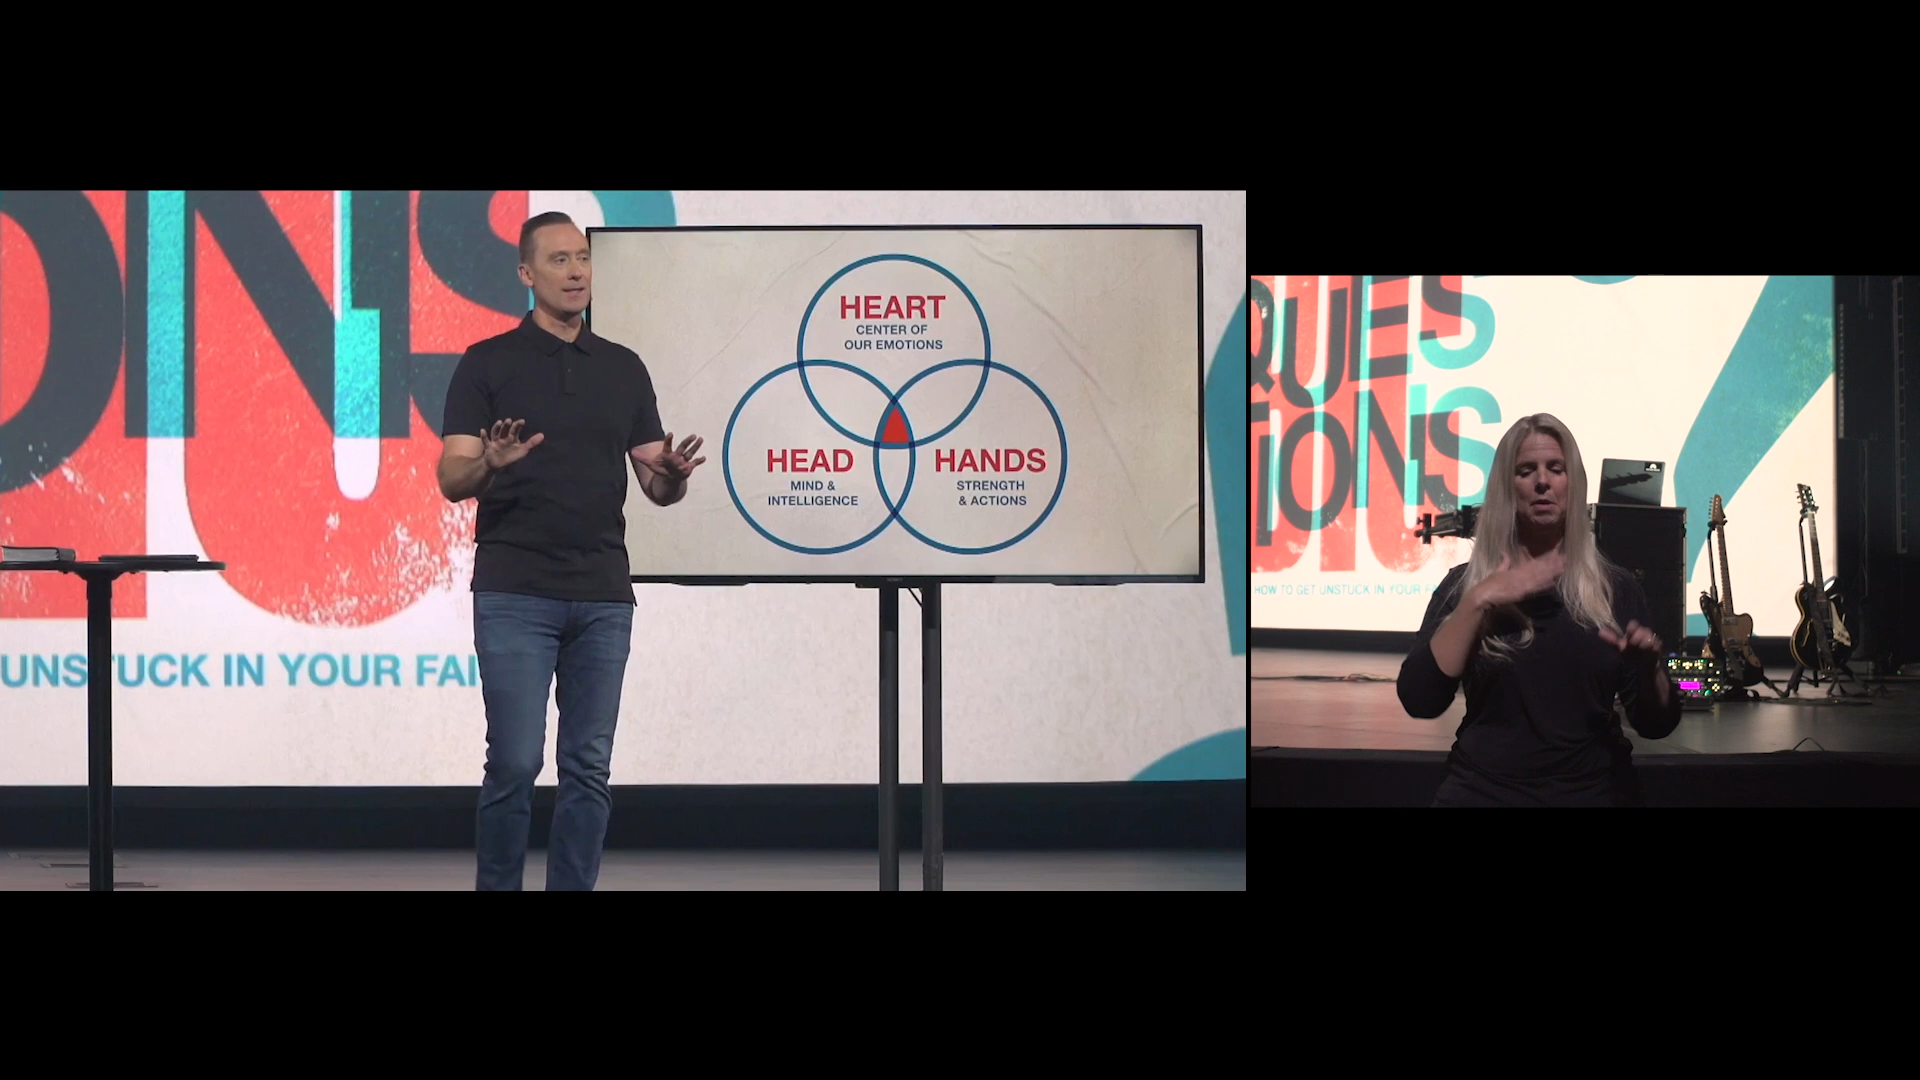 ONS
UNSTUCK IN YOUR FAI
HEART
CENTER OF
OUR EMOTIONS
HEAD
MIND &
INTELLIGENCE
HANDS
STRENGTH
& ACTIONS
QUES
TIONS
HOW TO GET UNSTUCK IN YOUR